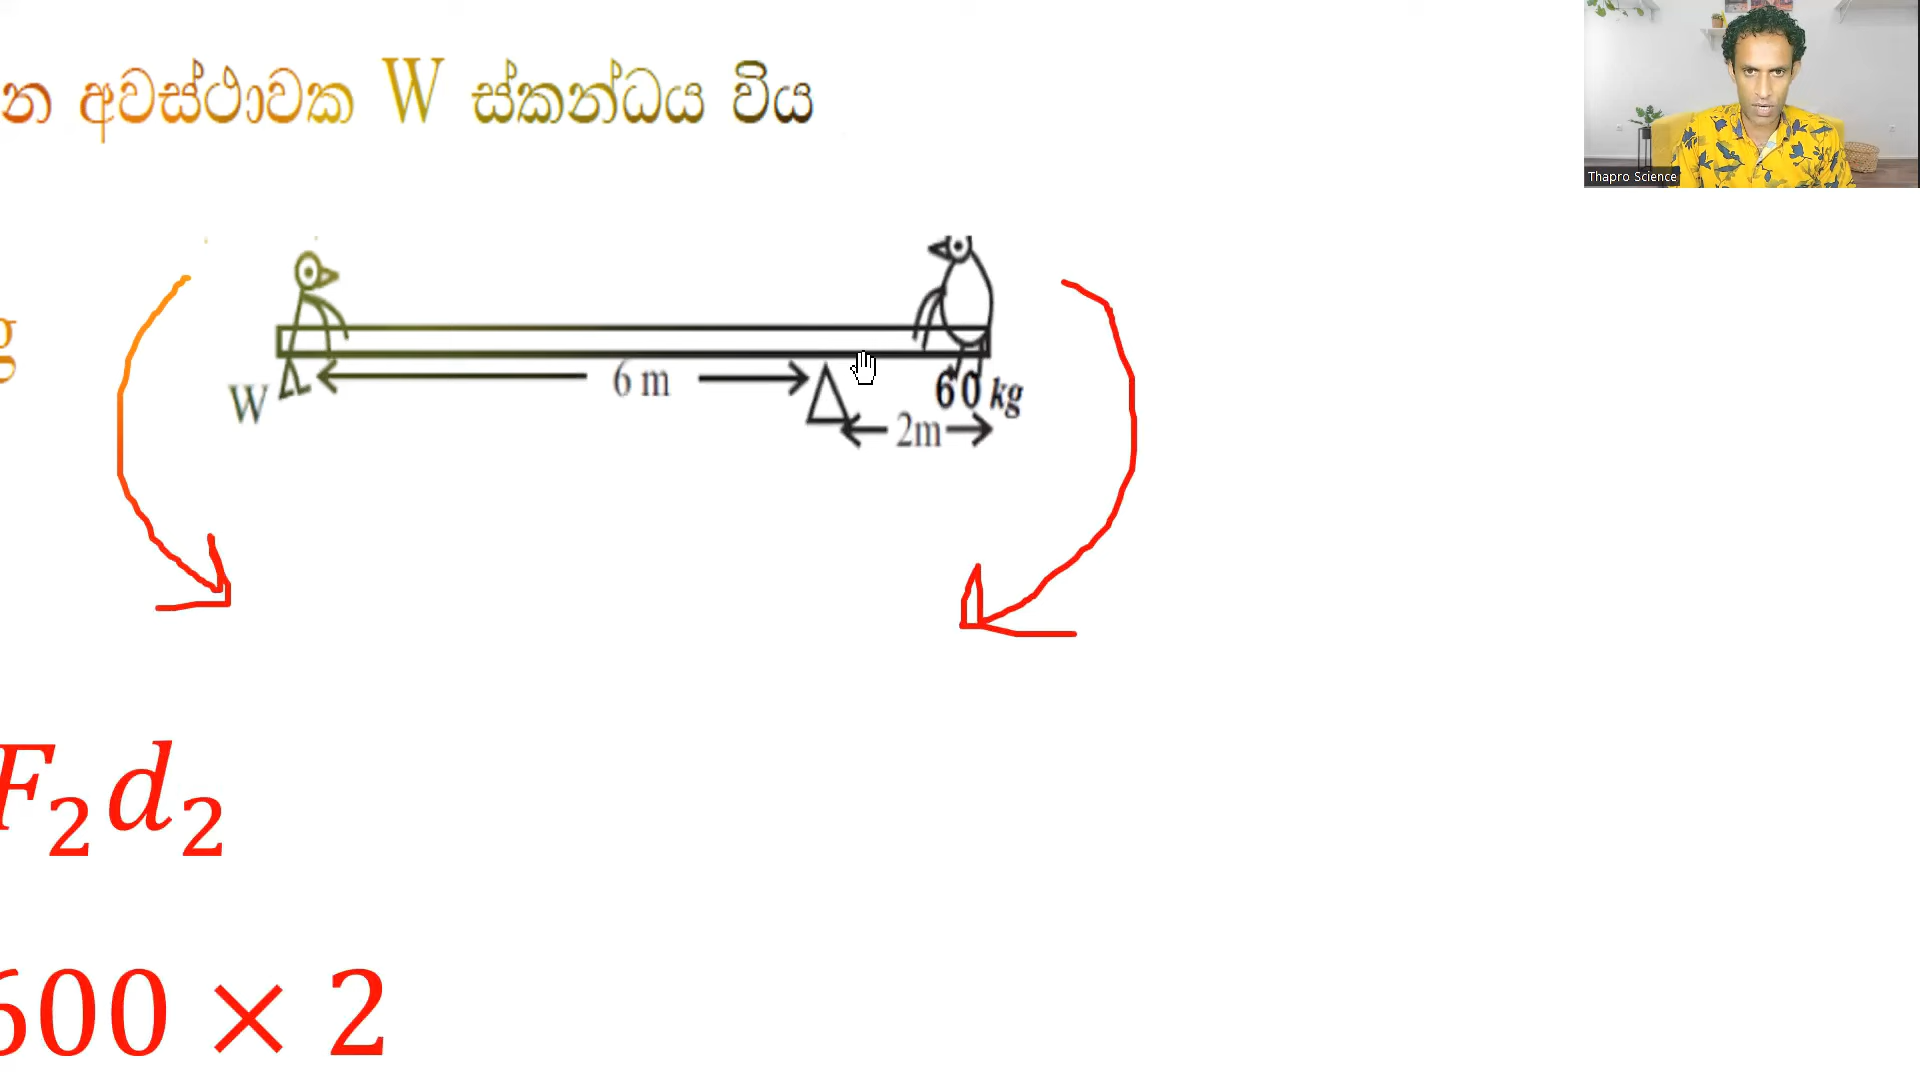 න අවස්ථාවක W ස්කන්ධය විය
Thapro Science
g
6 m
W
60 kg
2m
F₂d₂
600 × 2